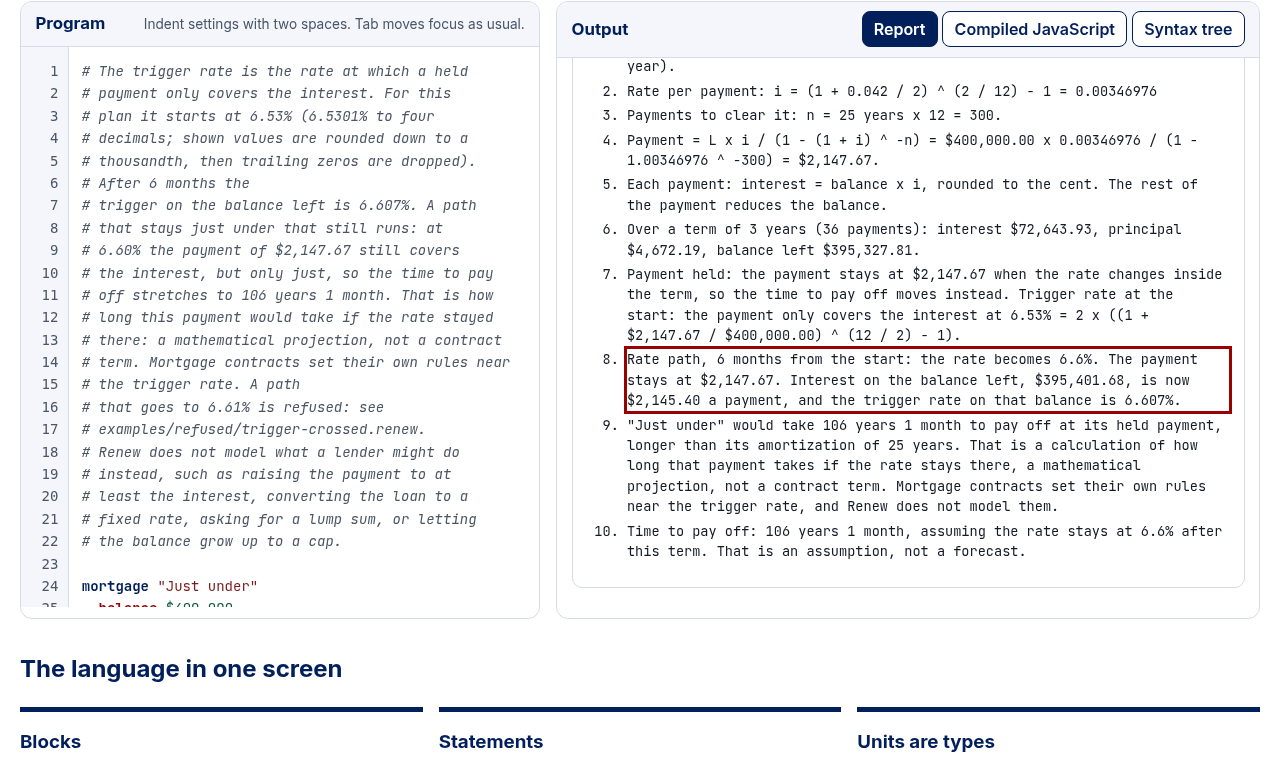 Program
Indent settings with two spaces. Tab moves focus as usual.
1 # The trigger rate is the rate at which a held
2 # payment only covers the interest. For this
3 # plan it starts at 6.53% (6.5301% to four
4 # decimals; shown values are rounded down to a
5 # thousandth, then trailing zeros are dropped).
6 # After 6 months the
7 # trigger on the balance left is 6.607%. A path
8 # that stays just under that still runs: at
9 # 6.60% the payment of $2,147.67 still covers
10 # the interest, but only just, so the time to pay
11 # off stretches to 106 years 1 month. That is how
12 # long this payment would take if the rate stayed
13 # there: a mathematical projection, not a contract
14 # term. Mortgage contracts set their own rules near
15 # the trigger rate. A path
16 # that goes to 6.61% is refused: see
17 # examples/refused/trigger-crossed.renew.
18 # Renew does not model what a lender might do
19 # instead, such as raising the payment to at
20 # least the interest, converting the loan to a
21 # fixed rate, asking for a lump sum, or letting
22 # the balance grow up to a cap.
23
24 mortgage "Just under"
25 balance $400,000
Output
Report
Compiled JavaScript
Syntax tree
year).
2. Rate per payment: i = (1 + 0.042 / 2) ^ (2 / 12) - 1 = 0.00346976
3. Payments to clear it: n = 25 years x 12 = 300.
4. Payment = L x i / (1 - (1 + i) ^ -n) = $400,000.00 x 0.00346976 / (1 -
1.00346976 ^ -300) = $2,147.67.
5. Each payment: interest = balance x i, rounded to the cent. The rest of
the payment reduces the balance.
6. Over a term of 3 years (36 payments): interest $72,643.93, principal
$4,672.19, balance left $395,327.81.
7. Payment held: the payment stays at $2,147.67 when the rate changes inside
the term, so the time to pay off moves instead. Trigger rate at the
start: the payment only covers the interest at 6.53% = 2 x ((1 +
$2,147.67 / $400,000.00) ^ (12 / 2) - 1).
8. Rate path, 6 months from the start: the rate becomes 6.6%. The payment
stays at $2,147.67. Interest on the balance left, $395,401.68, is now
$2,145.40 a payment, and the trigger rate on that balance is 6.607%.
9. "Just under" would take 106 years 1 month to pay off at its held payment,
longer than its amortization of 25 years. That is a calculation of how
long that payment takes if the rate stays there, a mathematical
projection, not a contract term. Mortgage contracts set their own rules
near the trigger rate, and Renew does not model them.
10. Time to pay off: 106 years 1 month, assuming the rate stays at 6.6% after
this term. That is an assumption, not a forecast.
The language in one screen
Blocks
Statements
Units are types